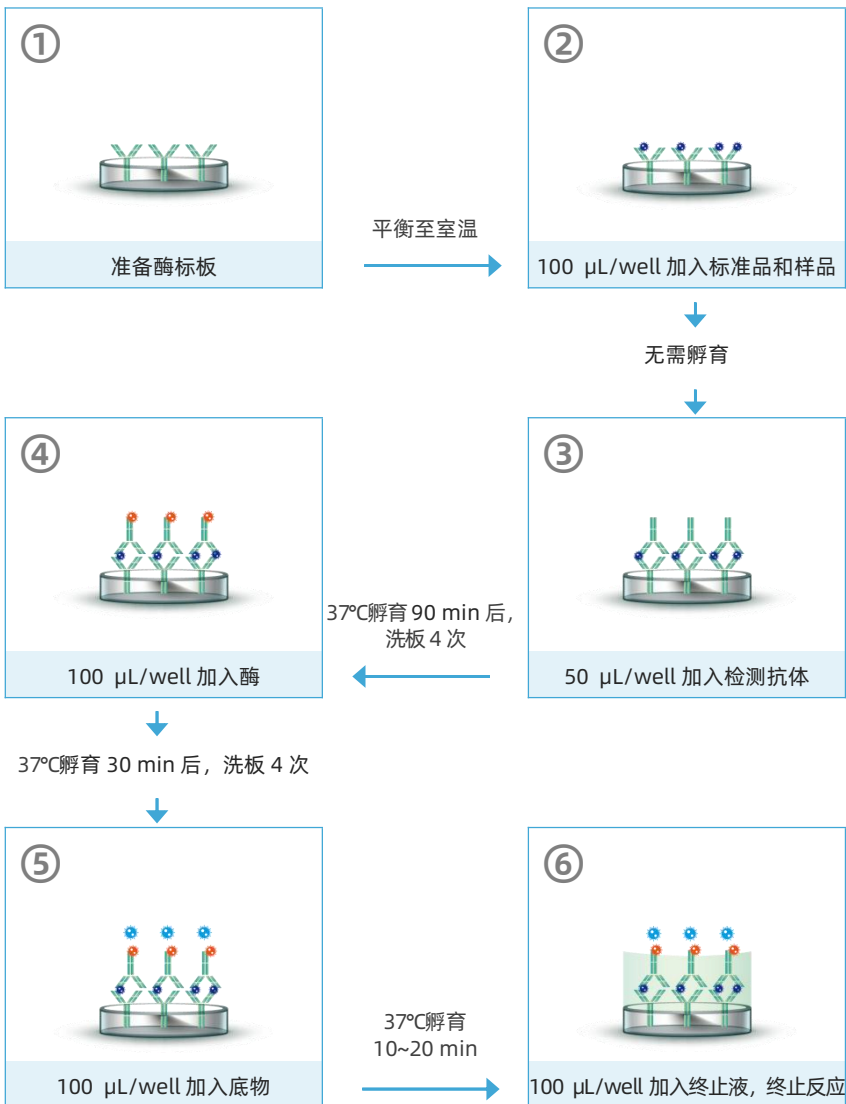 ①
准备酶标板
平衡至室温
②
100 μL/well 加入标准品和样品
无需孵育
③
50 μL/well 加入检测抗体
37℃孵育 90 min 后，
洗板 4 次
④
100 μL/well 加入酶
37℃孵育 30 min 后，洗板 4 次
⑤
100 μL/well 加入底物
37℃孵育
10~20 min
⑥
100 μL/well 加入终止液，终止反应